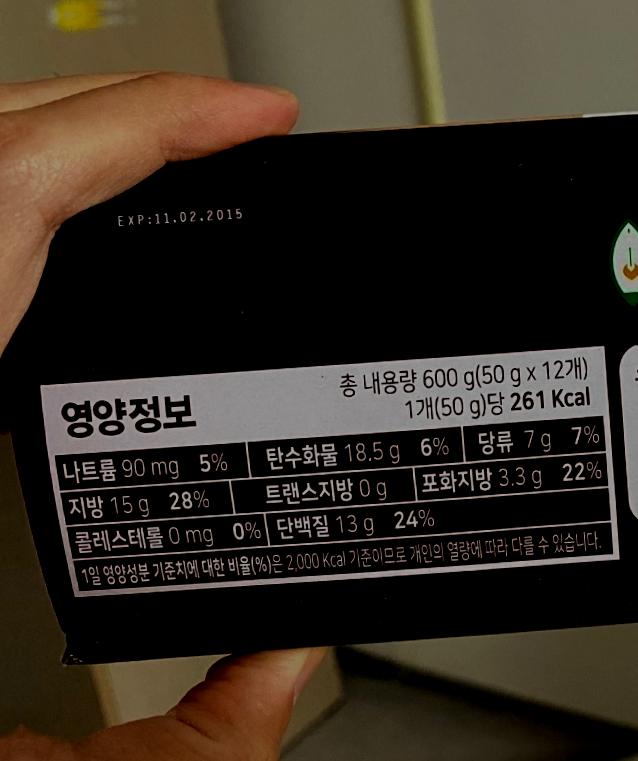 EXP:11.02.2015
영양정보
총 내용량 600 g(50 g x 12개)
1개(50 g)당 261 Kcal
나트륨 90 mg 5% 탄수화물 18.5 g 6% 당류 7 g 7%
지방 15 g 28% 트랜스지방 0 g 포화지방 3.3 g 22%
콜레스테롤 0 mg 0% 단백질 13 g 24%
1일 영양성분 기준치에 대한 비율(%)은 2,000 Kcal 기준이므로 개인의 열량에 따라 다를 수 있습니다.